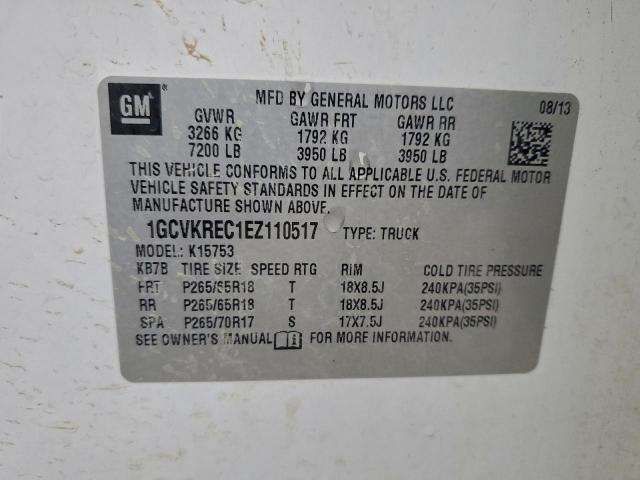 GM ® MFD BY GENERAL MOTORS LLC 08/13
GVWR GAWR FRT GAWR RR
3266 KG 1792 KG 1792 KG
7200 LB 3950 LB 3950 LB
THIS VEHICLE CONFORMS TO ALL APPLICABLE U.S. FEDERAL MOTOR
VEHICLE SAFETY STANDARDS IN EFFECT ON THE DATE OF
MANUFACTURE SHOWN ABOVE.
1GCVKREC1EZ110517 TYPE: TRUCK
MODEL: K15753
KB7B TIRE SIZE SPEED RTG RIM COLD TIRE PRESSURE
FRT P265/65R18 T 18X8.5J 240KPA(35PSI)
RR P265/65R18 T 18X8.5J 240KPA(35PSI)
SPA P265/70R17 S 17X7.5J 240KPA(35PSI)
SEE OWNER'S MANUAL FOR MORE INFORMATION.